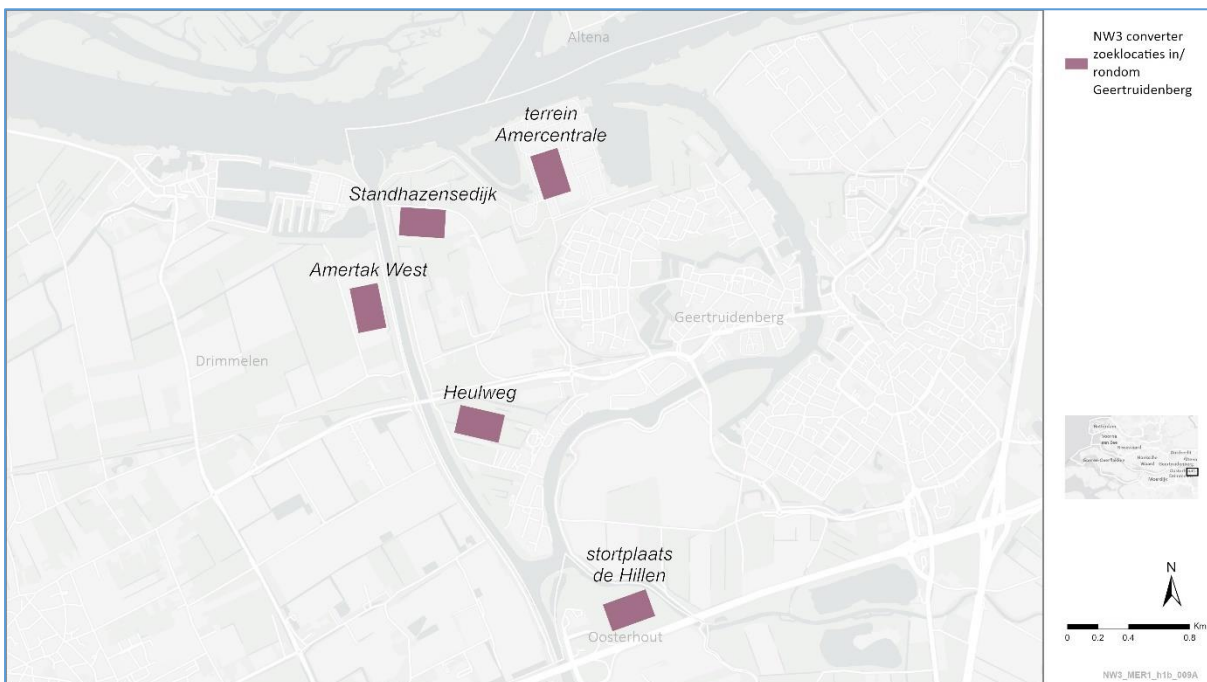 Altena
terrein
Amercentrale
Standhazensedijk
Amertak West
Geertruidenberg
Drimmelen
Heulweg
stortplaats
de Hillen
Oosterhout
NW3 converter
zoeklocaties in/
rondom
Geertruidenberg
N
Km
0 0.2 0.4 0.8
NW3_MER1_h1b_009A